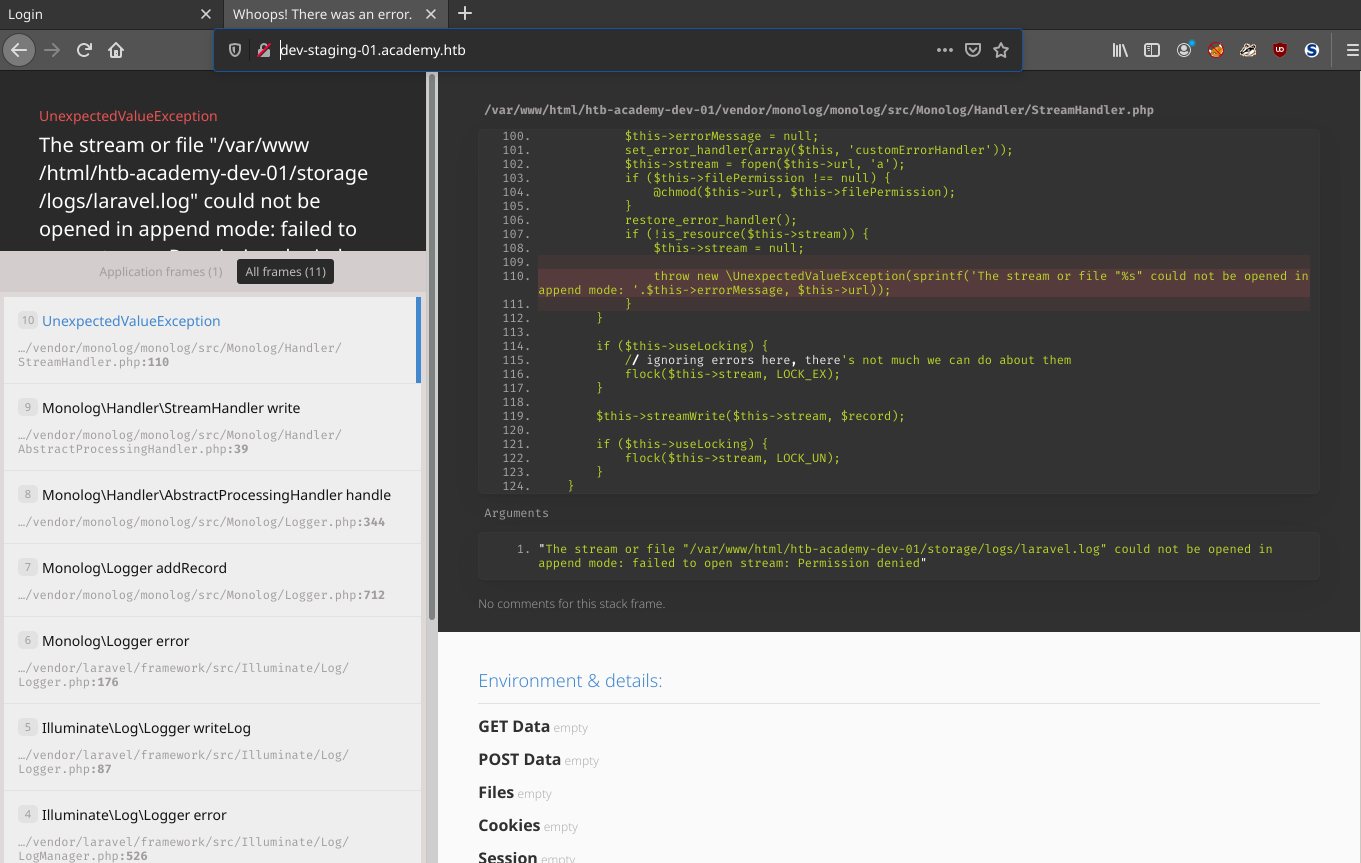 Login
Whoops! There was an error.
dev-staging-01.academy.htb
UnexpectedValueException
The stream or file "/var/www
/html/htb-academy-dev-01/storage
/logs/laravel.log" could not be
opened in append mode: failed to
Application frames (1)
All frames (11)
10 UnexpectedValueException
…/vendor/monolog/monolog/src/Monolog/Handler/
StreamHandler.php:110
9 Monolog\Handler\StreamHandler write
…/vendor/monolog/monolog/src/Monolog/Handler/
AbstractProcessingHandler.php:39
8 Monolog\Handler\AbstractProcessingHandler handle
…/vendor/monolog/monolog/src/Monolog/Logger.php:344
7 Monolog\Logger addRecord
…/vendor/monolog/monolog/src/Monolog/Logger.php:712
6 Monolog\Logger error
…/vendor/laravel/framework/src/Illuminate/Log/
Logger.php:176
5 Illuminate\Log\Logger writeLog
…/vendor/laravel/framework/src/Illuminate/Log/
Logger.php:87
4 Illuminate\Log\Logger error
…/vendor/laravel/framework/src/Illuminate/Log/
LogManager.php:526
/var/www/html/htb-academy-dev-01/vendor/monolog/monolog/src/Monolog/Handler/StreamHandler.php
100. $this->errorMessage = null;
101. set_error_handler(array($this, 'customErrorHandler'));
102. $this->stream = fopen($this->url, 'a');
103. if ($this->filePermission !== null) {
104. @chmod($this->url, $this->filePermission);
105. }
106. restore_error_handler();
107. if (!is_resource($this->stream)) {
108. $this->stream = null;
109.
110. throw new \UnexpectedValueException(sprintf('The stream or file "%s" could not be opened in
append mode: '.$this->errorMessage, $this->url));
111. }
112. }
113.
114. if ($this->useLocking) {
115. // ignoring errors here, there's not much we can do about them
116. flock($this->stream, LOCK_EX);
117. }
118.
119. $this->streamWrite($this->stream, $record);
120.
121. if ($this->useLocking) {
122. flock($this->stream, LOCK_UN);
123. }
124. }
Arguments
1. "The stream or file "/var/www/html/htb-academy-dev-01/storage/logs/laravel.log" could not be opened in
append mode: failed to open stream: Permission denied"
No comments for this stack frame.
Environment & details:
GET Data empty
POST Data empty
Files empty
Cookies empty
Session empty